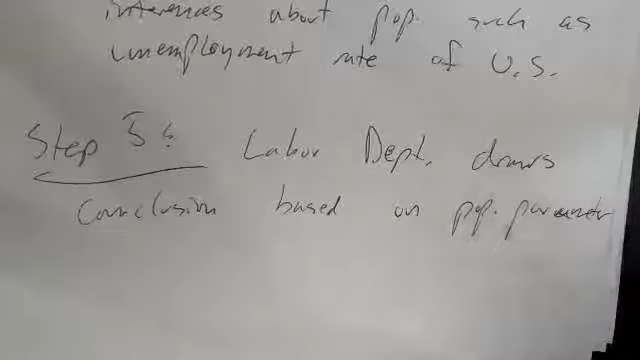 inferences about pop. such as
unemployment rate of U.S.
Step 5: Labor Dept. draws
conclusion based on pop. parameter